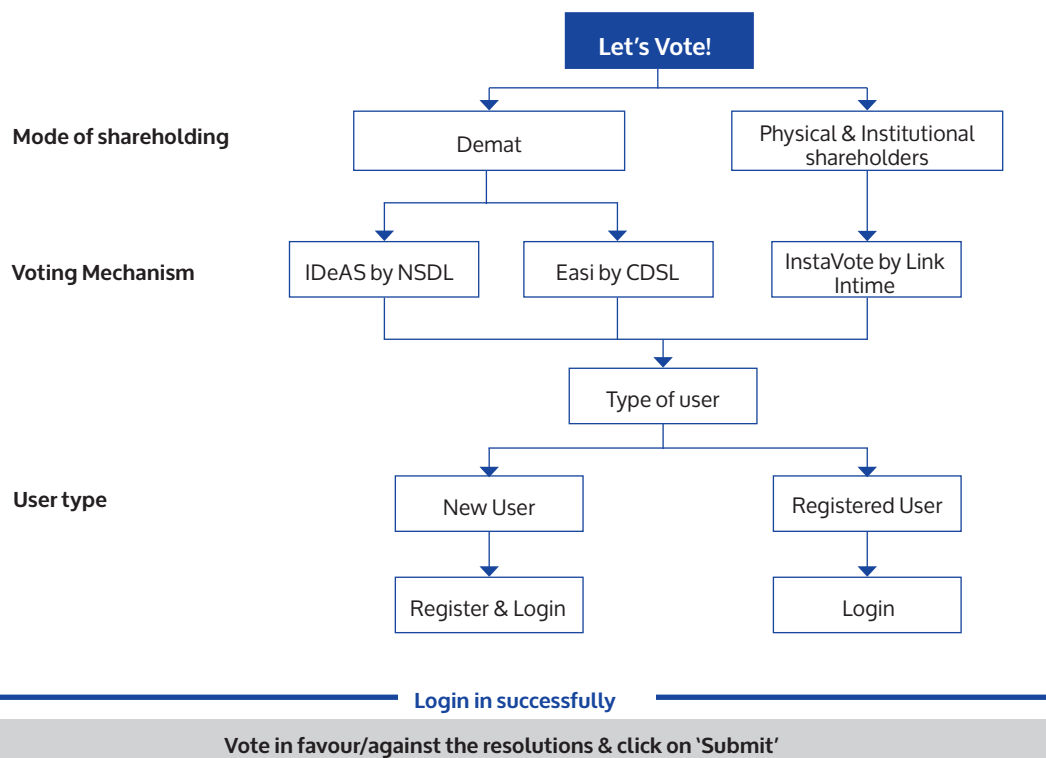 Let’s Vote!
Mode of shareholding
Demat
Physical & Institutional
shareholders
Voting Mechanism
IDeAS by NSDL
Easi by CDSL
InstaVote by Link
Intime
Type of user
User type
New User
Registered User
Register & Login
Login
Login in successfully
Vote in favour/against the resolutions & click on ‘Submit’